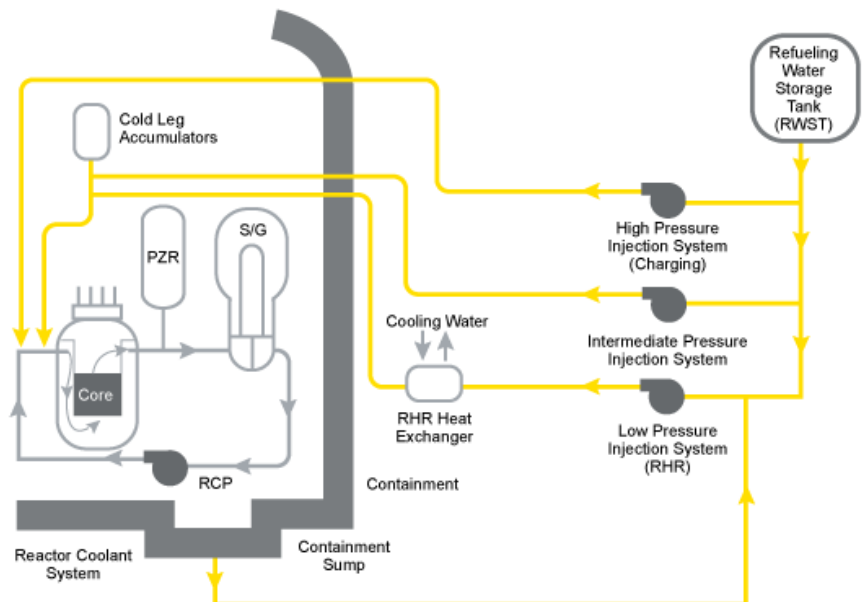 Refueling
Water
Storage
Tank
(RWST)
Cold Leg
Accumulators
PZR
S/G
High Pressure
Injection System
(Charging)
Cooling Water
Intermediate Pressure
Injection System
Core
RHR Heat
Exchanger
Low Pressure
Injection System
(RHR)
RCP
Containment
Reactor Coolant
System
Containment
Sump